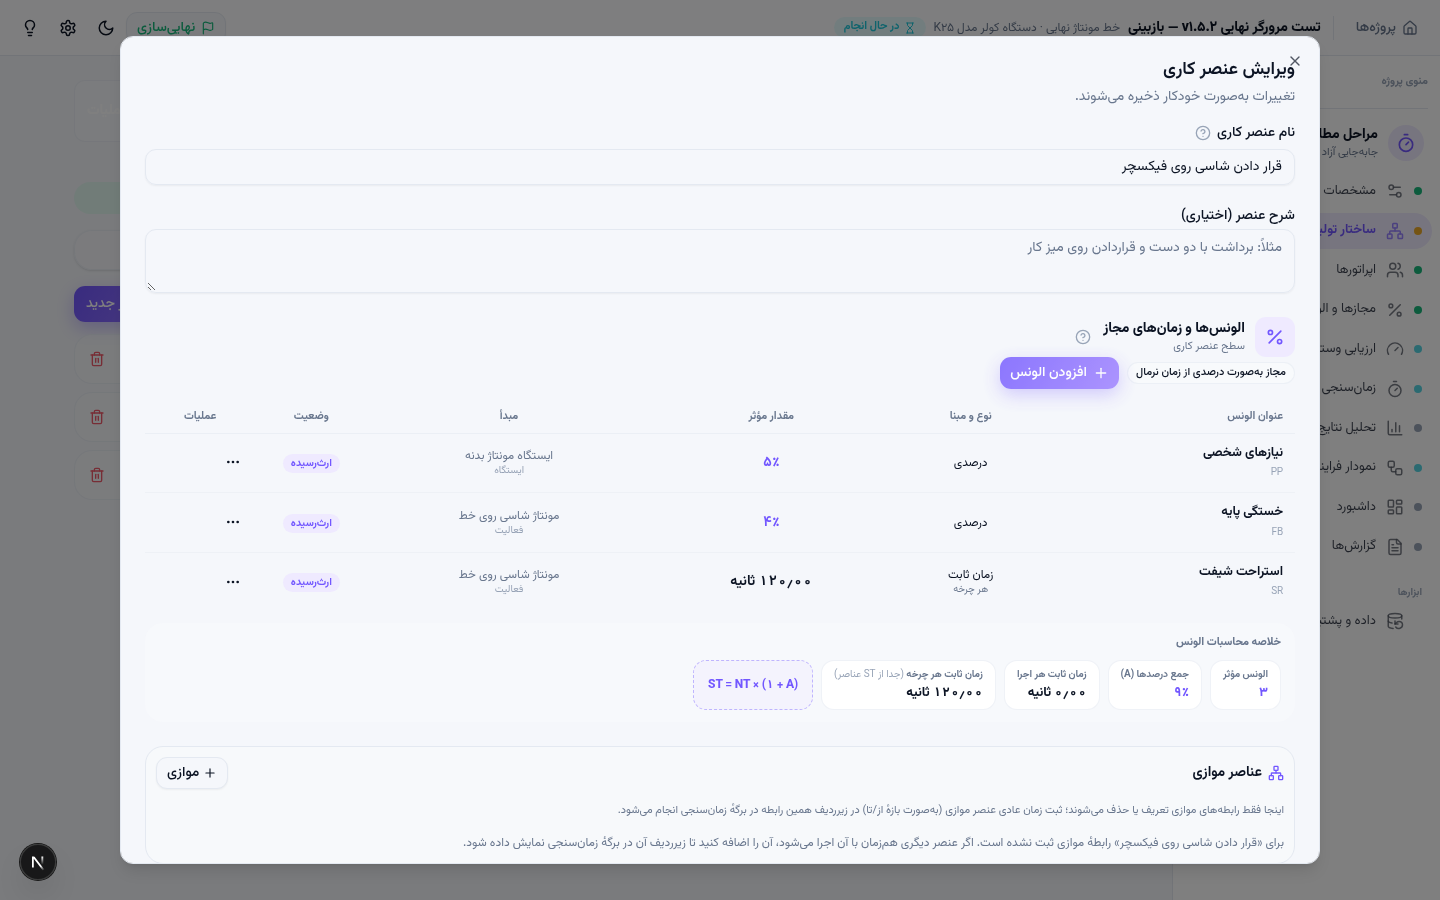 پروژه‌ها
تست مرورگر نهایی v۱.۵.۲ — بازبینی
خط مونتاژ نهایی · دستگاه کولر مدل K۲۵
در حال انجام
نهایی‌سازی
منوی پروژه
مراحل مطا
جابه‌جایی آزاد
مشخصات
ساختار تولی
اپراتورها
مجازها و الو
ارزیابی وستا
زمان‌سنجی
تحلیل نتایج
نمودار فراین
داشبورد
گزارش‌ها
ابزارها
داده و پشتی
جدید
ویرایش عنصر کاری
تغییرات به‌صورت خودکار ذخیره می‌شوند.
نام عنصر کاری
قرار دادن شاسی روی فیکسچر
شرح عنصر (اختیاری)
مثلاً: برداشت با دو دست و قراردادن روی میز کار
الونس‌ها و زمان‌های مجاز
سطح عنصر کاری
مجاز به‌صورت درصدی از زمان نرمال
افزودن الونس
عنوان الونس نوع و مبنا مقدار مؤثر مبدأ وضعیت عملیات
نیازهای شخصی درصدی ۵٪ ایستگاه مونتاژ بدنه ارث‌رسیده
PP ایستگاه
خستگی پایه درصدی ۴٪ مونتاژ شاسی روی خط ارث‌رسیده
FB فعالیت
استراحت شیفت زمان ثابت ۱۲۰٫۰۰ ثانیه مونتاژ شاسی روی خط ارث‌رسیده
SR هر چرخه فعالیت
خلاصه محاسبات الونس
الونس مؤثر
۳
جمع درصدها (A)
۹٪
زمان ثابت هر اجرا
۰٫۰۰ ثانیه
زمان ثابت هر چرخه (جدا از ST عناصر)
۱۲۰٫۰۰ ثانیه
ST = NT × (۱ + A)
عناصر موازی
موازی
اینجا فقط رابطه‌های موازی تعریف یا حذف می‌شوند؛ ثبت زمان عادی عنصر موازی (به‌صورت بازهٔ از/تا) در زیرردیف همین رابطه در برگهٔ زمان‌سنجی انجام می‌شود.
برای «قرار دادن شاسی روی فیکسچر» رابطهٔ موازی ثبت نشده است. اگر عنصر دیگری هم‌زمان با آن اجرا می‌شود، آن را اضافه کنید تا زیرردیف آن در برگهٔ زمان‌سنجی نمایش داده شود.
N